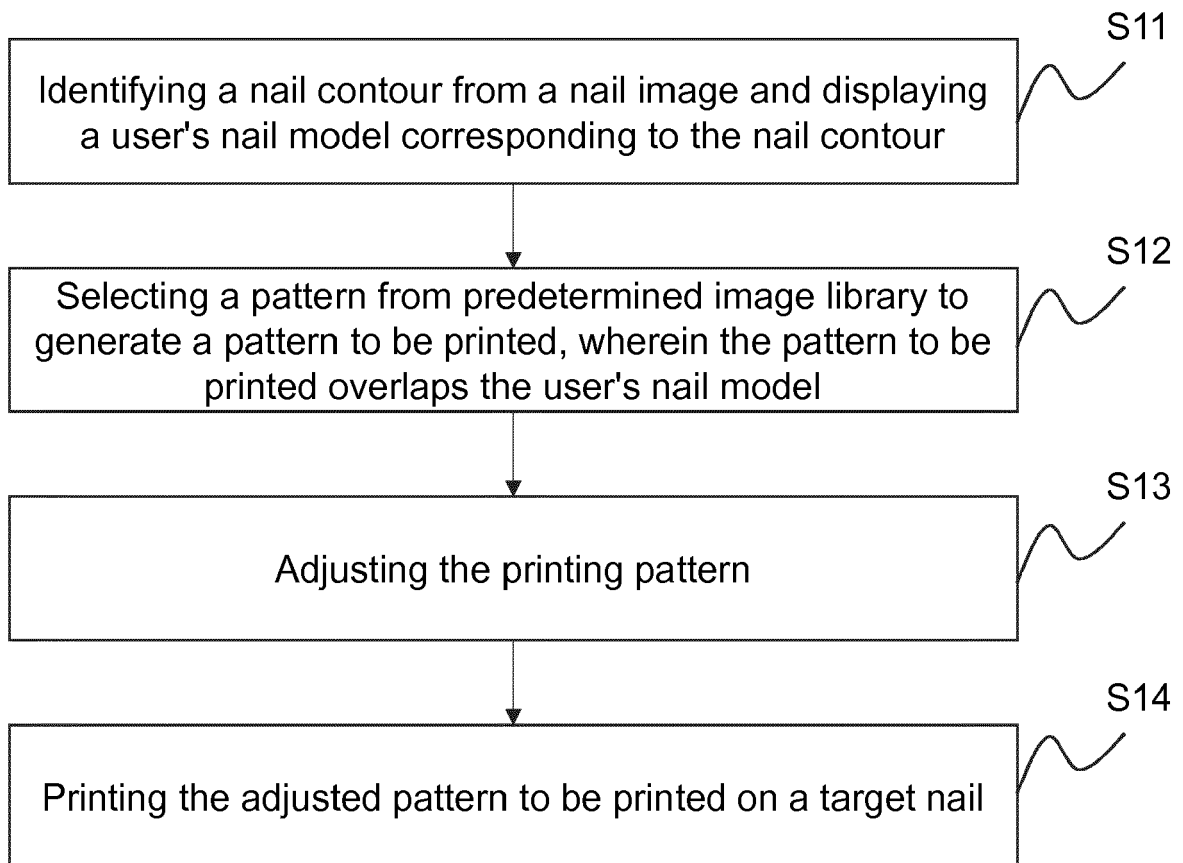 S11
Identifying a nail contour from a nail image and displaying
a user's nail model corresponding to the nail contour
S12
Selecting a pattern from predetermined image library to
generate a pattern to be printed, wherein the pattern to be
printed overlaps the user's nail model
S13
Adjusting the printing pattern
S14
Printing the adjusted pattern to be printed on a target nail